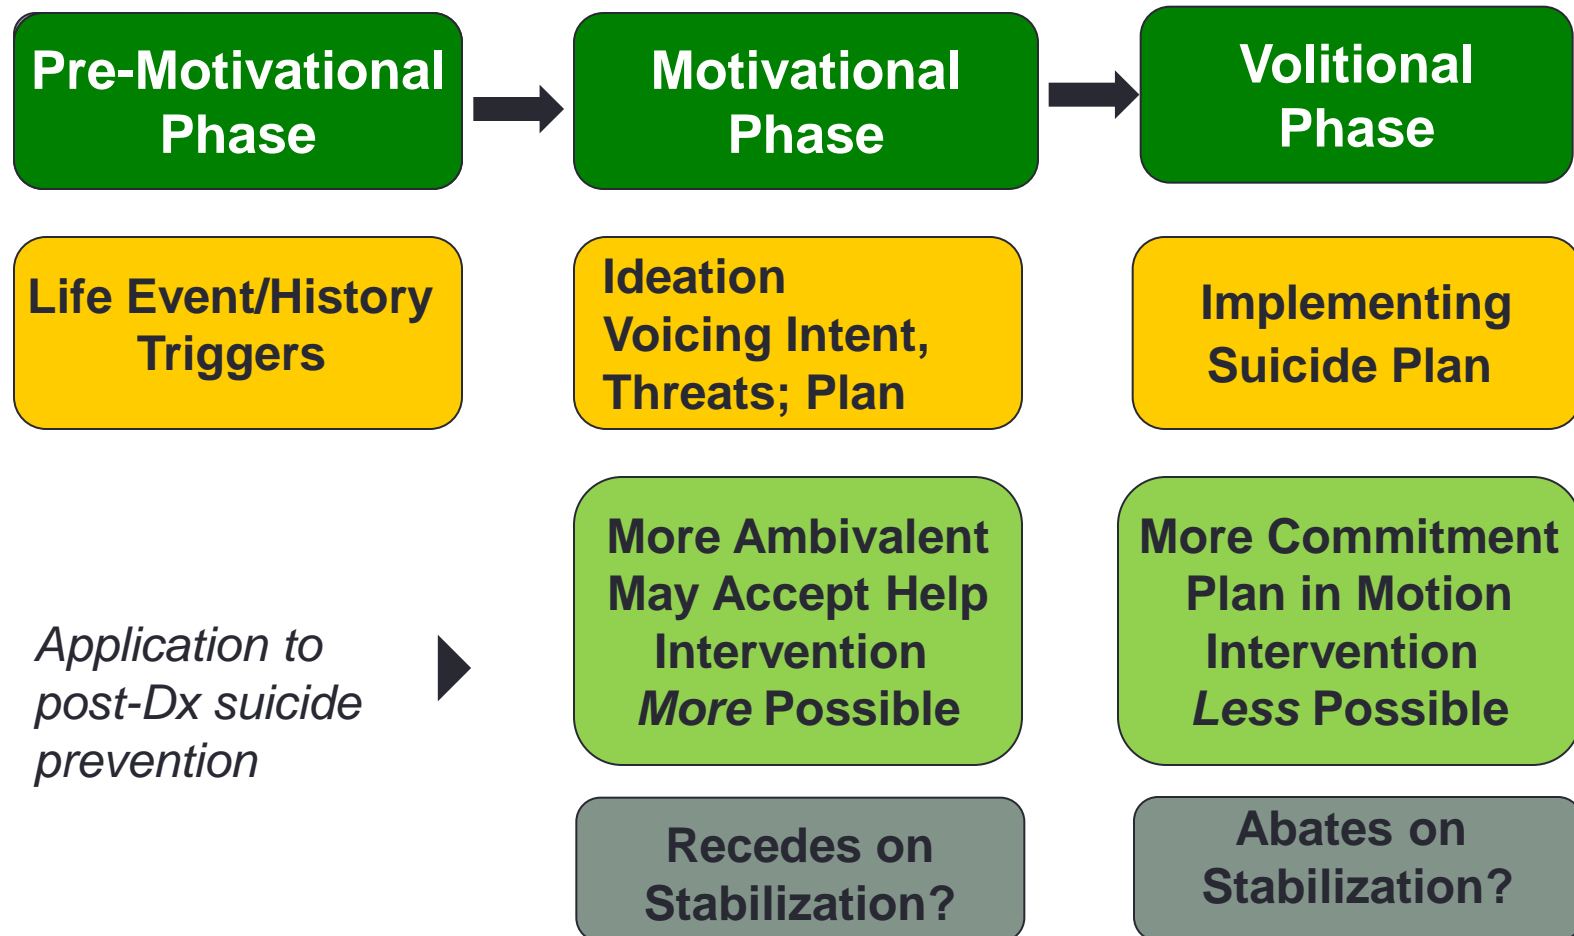 Pre-Motivational
Phase
Motivational
Phase
Volitional
Phase
Life Event/History
Triggers
Ideation
Voicing Intent,
Threats; Plan
Implementing
Suicide Plan
Application to
post-Dx suicide
prevention
More Ambivalent
May Accept Help
Intervention
More Possible
More Commitment
Plan in Motion
Intervention
Less Possible
Recedes on
Stabilization?
Abates on
Stabilization?